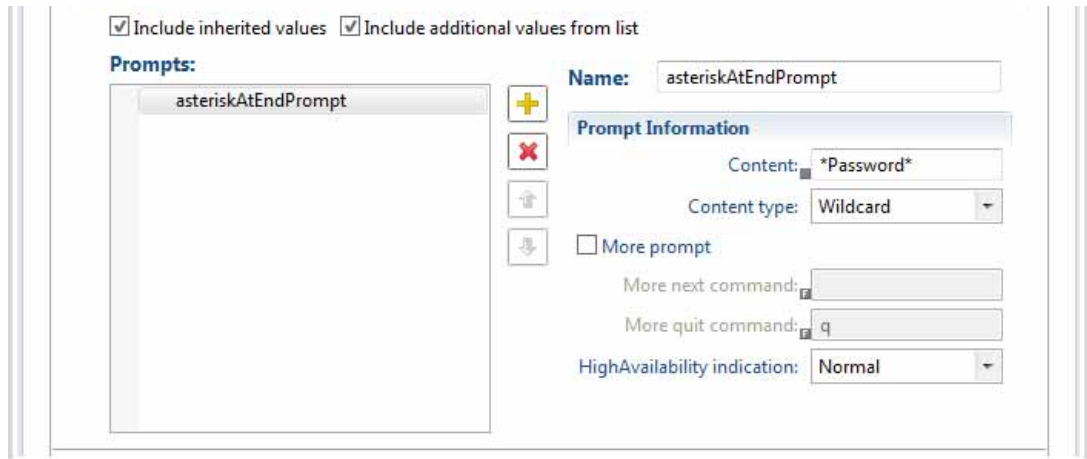 Include inherited values Include additional values from list
Prompts:
asteriskAtEndPrompt
Name: asteriskAtEndPrompt
Prompt Information
Content: *Password*
Content type: Wildcard
More prompt
More next command:
More quit command: q
HighAvailability indication: Normal